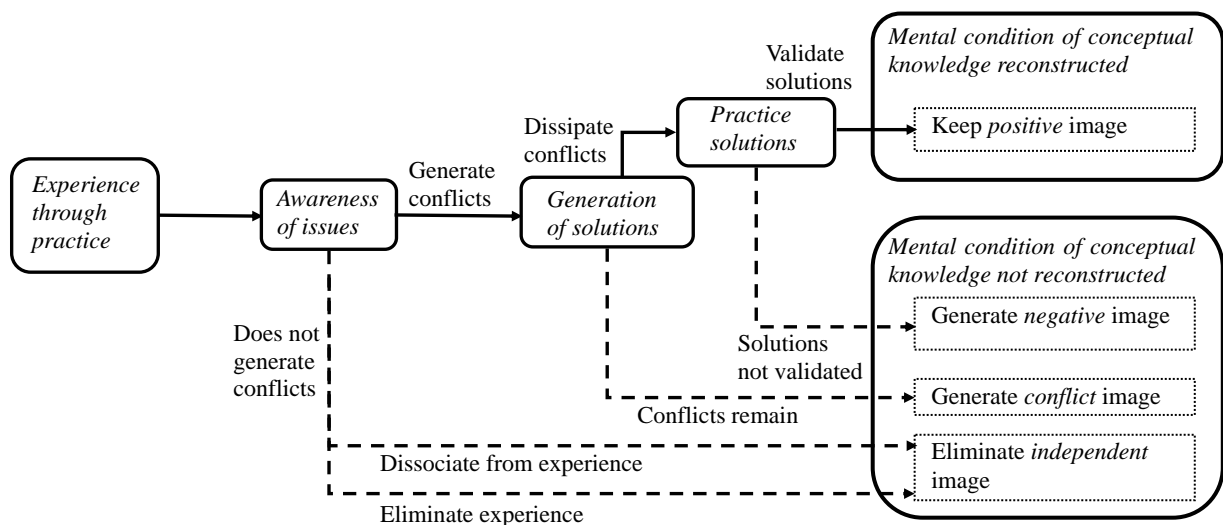 Mental condition of conceptual
knowledge reconstructed
Keep positive image
Validate
solutions
Practice
solutions
Dissipate
conflicts
Generate
conflicts
Experience
through
practice
Awareness
of issues
Generation
of solutions
Mental condition of conceptual
knowledge not reconstructed
Generate negative image
Solutions
not validated
Does not
generate
conflicts
Generate conflict image
Conflicts remain
Eliminate independent
image
Dissociate from experience
Eliminate experience